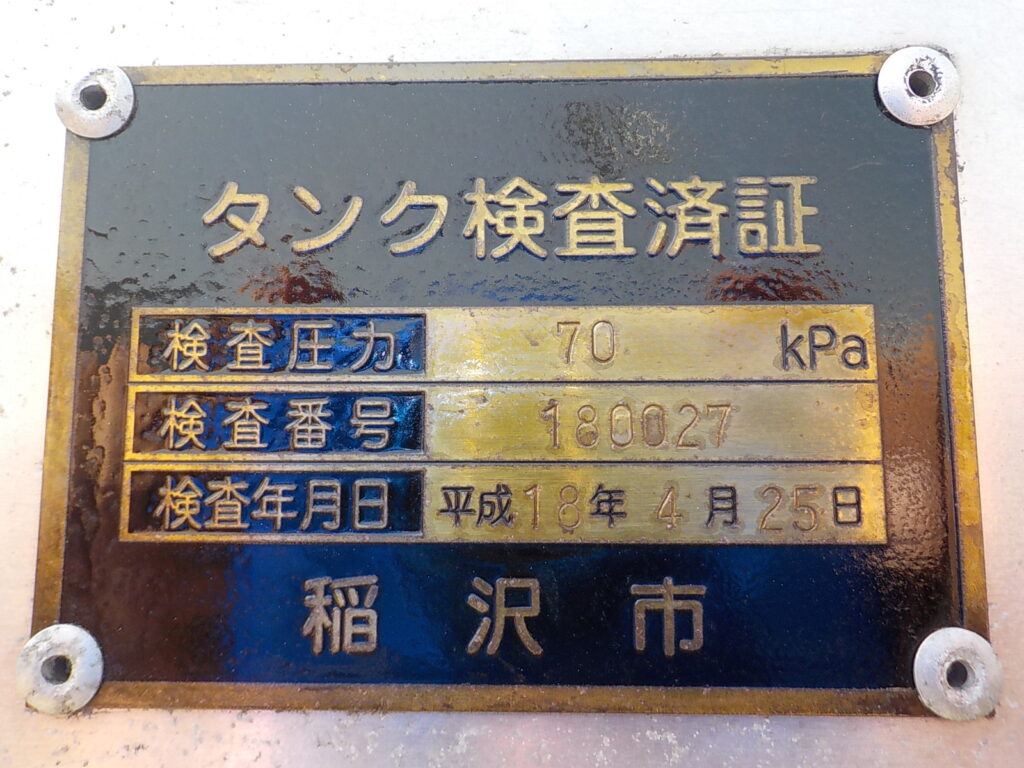 タンク検査済証
検査圧力 70 kPa
検査番号 180027
検査年月日 平成18年4月25日
稲沢市